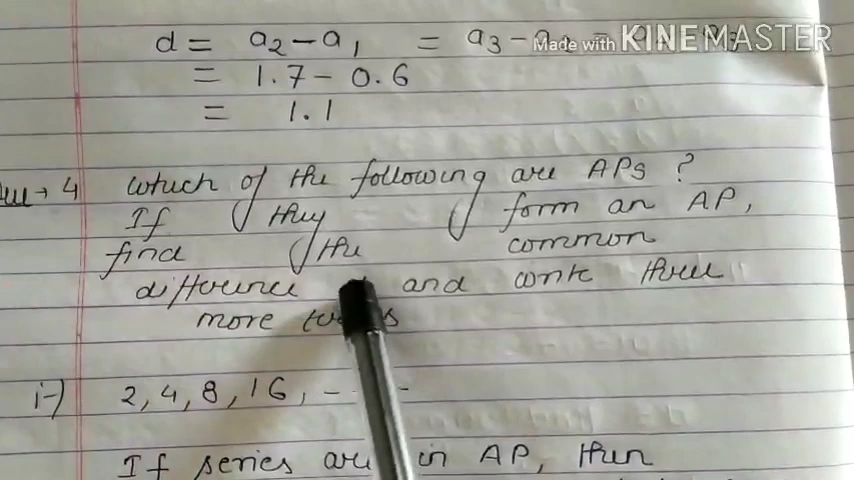 d = a2 - a1 = a3 -
Made with KINEMASTER
= 1.7 - 0.6
= 1.1
4 which of the following are APs ?
If they form an AP,
find the common
difference and write three
more
i-) 2, 4, 8, 16, - -
If series are in AP, then